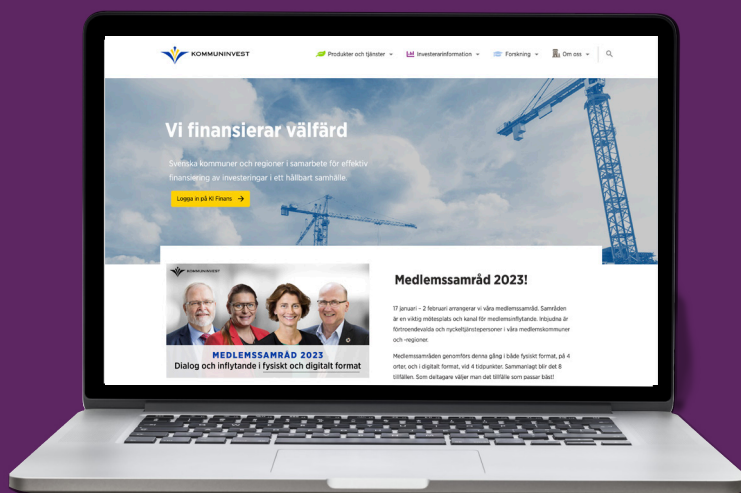 KOMMUNINVEST
Produkter och tjänster
Investerarinformation
Forskning
Om oss
Vi finansierar välfärd
Svenska kommuner och regioner i samarbete för effektiv
finansiering av investeringar i ett hållbart samhälle
Logga in på KI Finans →
KOMMUNINVEST
MEDLEMSSAMRÅD 2023
Dialog och inflytande i fysiskt och digitalt format
Medlemssamråd 2023!
17 januari – 2 februari arrangerar vi våra medlemssamråd. Samråden
är en viktig mötesplats och kanal för medlemsinflytande. Inbjudna är
förtroendevalda och nyckeltjänstepersoner i våra medlemskommuner
och -regioner.
Medlemssamråden genomförs denna gång i både fysiskt format, på 4
orter, och i digitalt format, vid 4 tidpunkter. Sammanlagt blir det 8
tillfällen. Som deltagare väljer man det tillfälle som passar bäst!